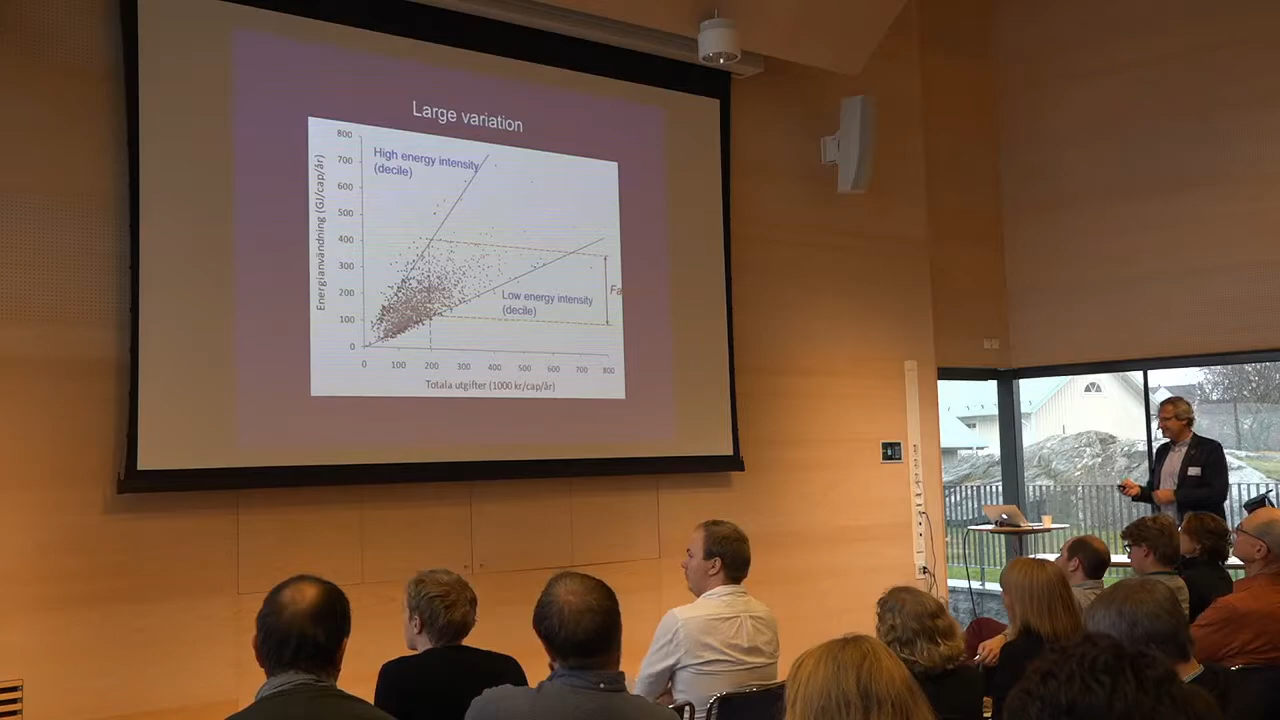 Large variation
800
High energy intensity
(decile)
700
600
500
400
300
200
100
0
Energianvändning (GJ/cap/år)
Low energy intensity
(decile)
Fa
0 100 200 300 400 500 600 700 800
Totala utgifter (1000 kr/cap/år)